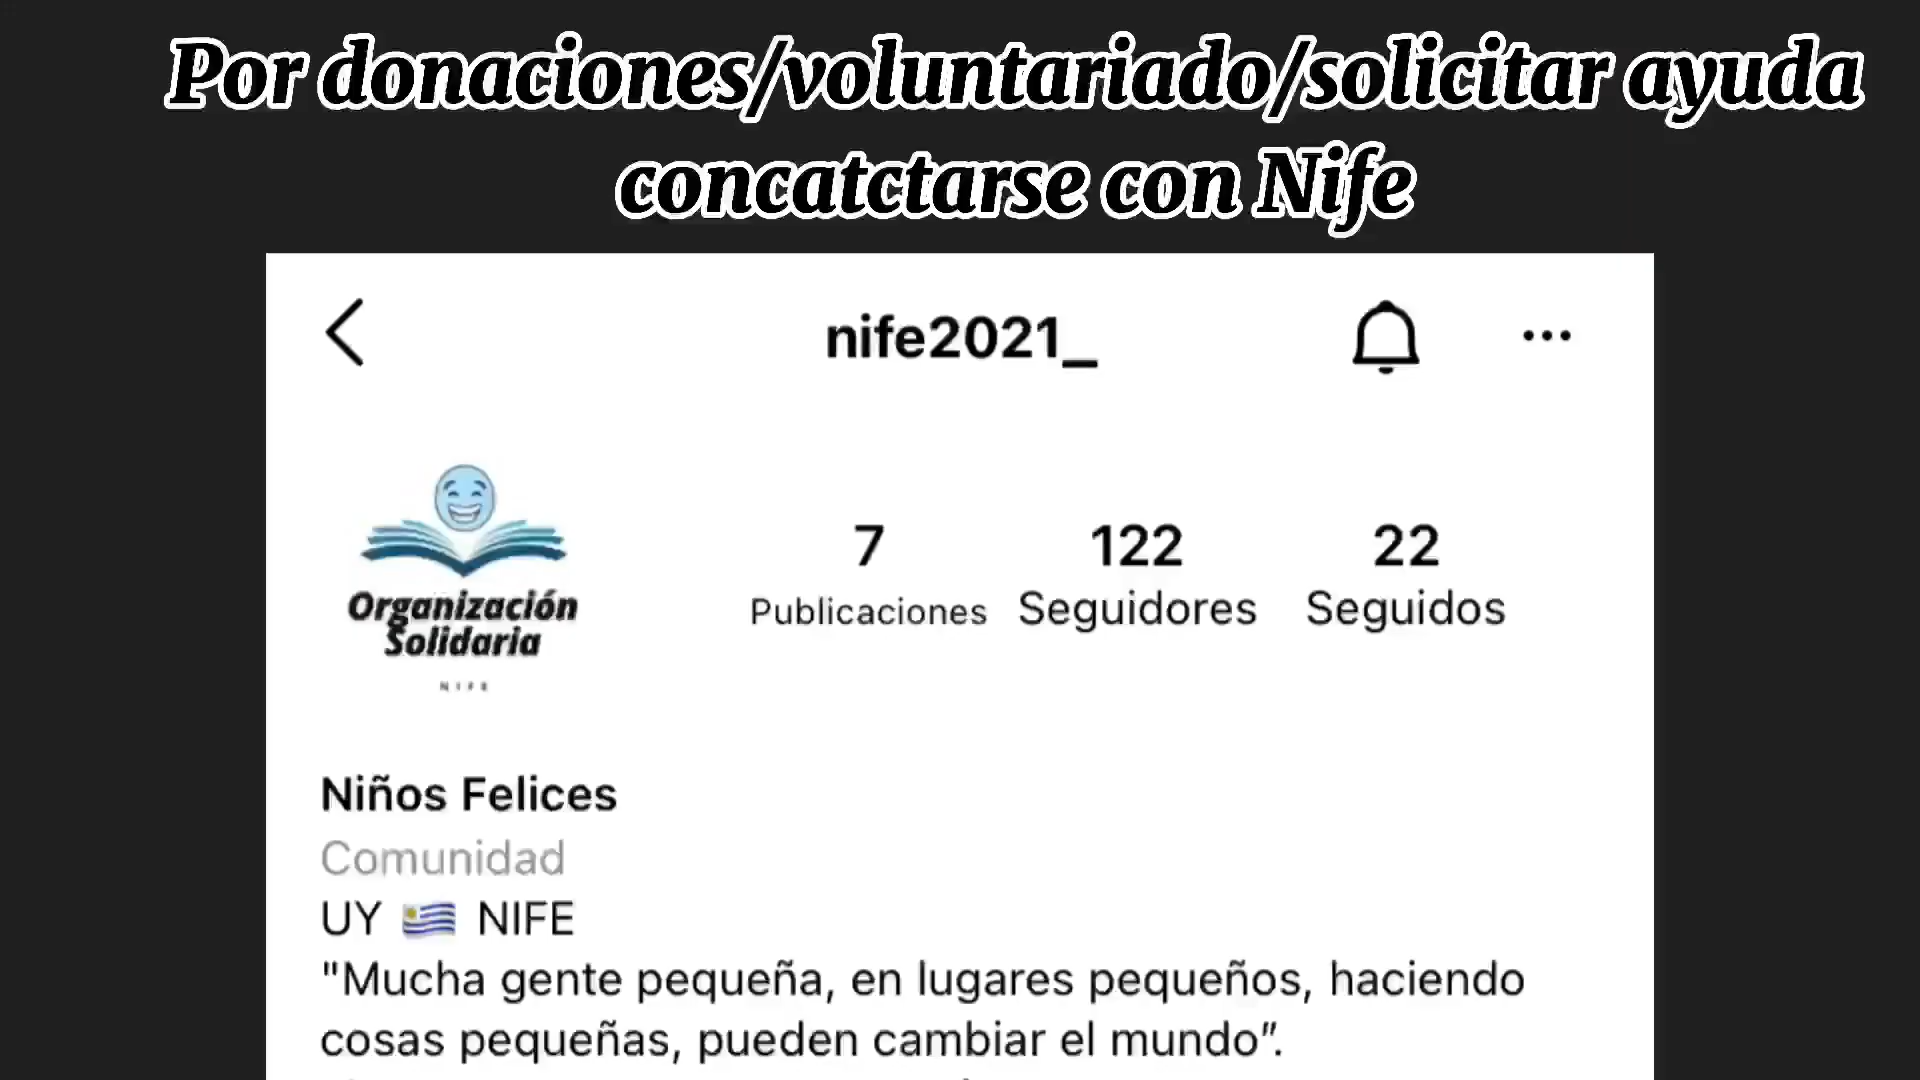 Por donaciones/voluntariado/solicitar ayuda
concatctarse con Nife
nife2021_
Organización
Solidaria
NIFE
7 122 22
Publicaciones Seguidores Seguidos
Niños Felices
Comunidad
UY 🇺🇾 NIFE
"Mucha gente pequeña, en lugares pequeños, haciendo
cosas pequeñas, pueden cambiar el mundo”.